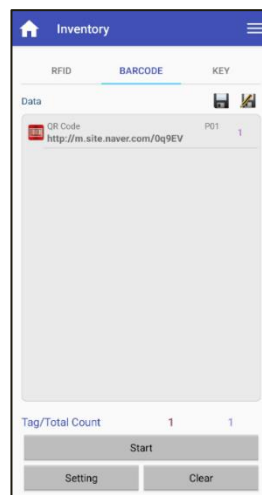 Inventory
RFID BARCODE KEY
Data
QR Code P01
http://m.site.naver.com/0q9EV 1
Tag/Total Count 1 1
Start
Setting Clear